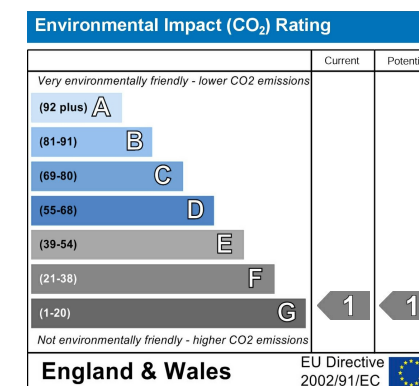 Environmental Impact (CO₂) Rating
Current Potenti
Very environmentally friendly - lower CO2 emissions
(92 plus) A
(81-91) B
(69-80) C
(55-68) D
(39-54) E
(21-38) F
(1-20) G 1 1
Not environmentally friendly - higher CO2 emissions
England & Wales
EU Directive
2002/91/EC